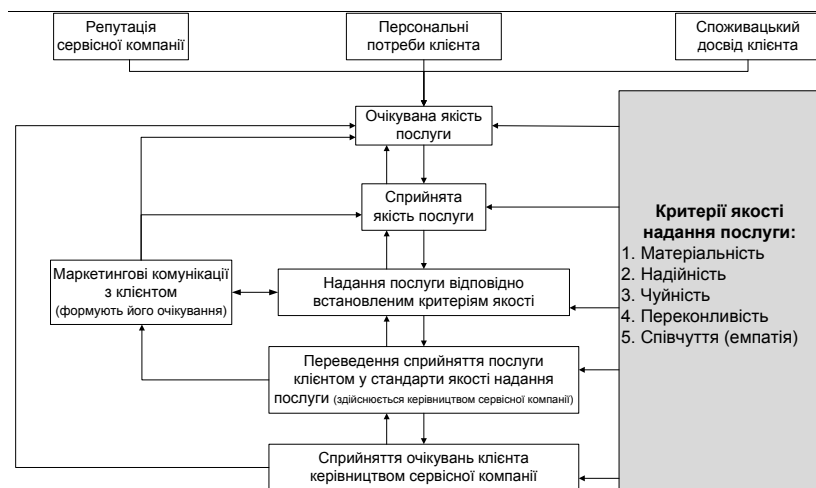 Репутація
сервісної компанії
Персональні
потреби клієнта
Споживацький
досвід клієнта
Очікувана якість
послуги
Сприйнята
якість послуги
Критерії якості
надання послуги:
1. Матеріальність
2. Надійність
3. Чуйність
4. Переконливість
5. Співчуття (емпатія)
Маркетингові комунікації
з клієнтом
(формують його очікування)
Надання послуги відповідно
встановленим критеріям якості
Переведення сприйняття послуги
клієнтом у стандарти якості надання
послуги (здійснюється керівництвом сервісної компанії)
Сприйняття очікувань клієнта
керівництвом сервісної компанії